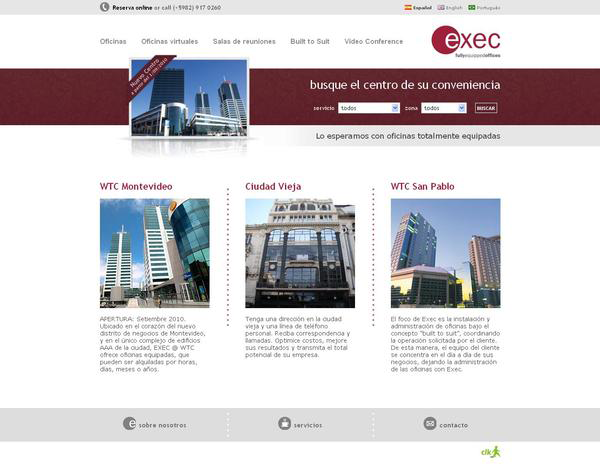 Reserva online or call (+5982) 917 0260
Español English Português
Oficinas Oficinas virtuales Salas de reuniones Built to Suit Video Conference
exec
fullyequippedoffices
Nuevo Centro
a partir del 1/09/2010
busque el centro de su conveniencia
servicio todos zona todos BUSCAR
Lo esperamos con oficinas totalmente equipadas
WTC Montevideo
APERTURA: Setiembre 2010.
Ubicado en el corazón del nuevo
distrito de negocios de Montevideo,
y en el único complejo de edificios
AAA de la ciudad, EXEC @ WTC
ofrece oficinas equipadas, que
pueden ser alquiladas por horas,
días, meses o años.
Ciudad Vieja
Tenga una dirección en la ciudad
vieja y una línea de teléfono
personal. Reciba correspondencia y
llamadas. Optimice costos, mejore
sus resultados y transmita el total
potencial de su empresa.
WTC San Pablo
El foco de Exec es la instalación y
administración de oficinas bajo el
concepto "built to suit", coordinando
la operación solicitada por el cliente.
De esta manera, el equipo del cliente
se concentra en el día a día de sus
negocios, dejando la administración
de las oficinas con Exec.
e sobre nosotros servicios contacto
clk